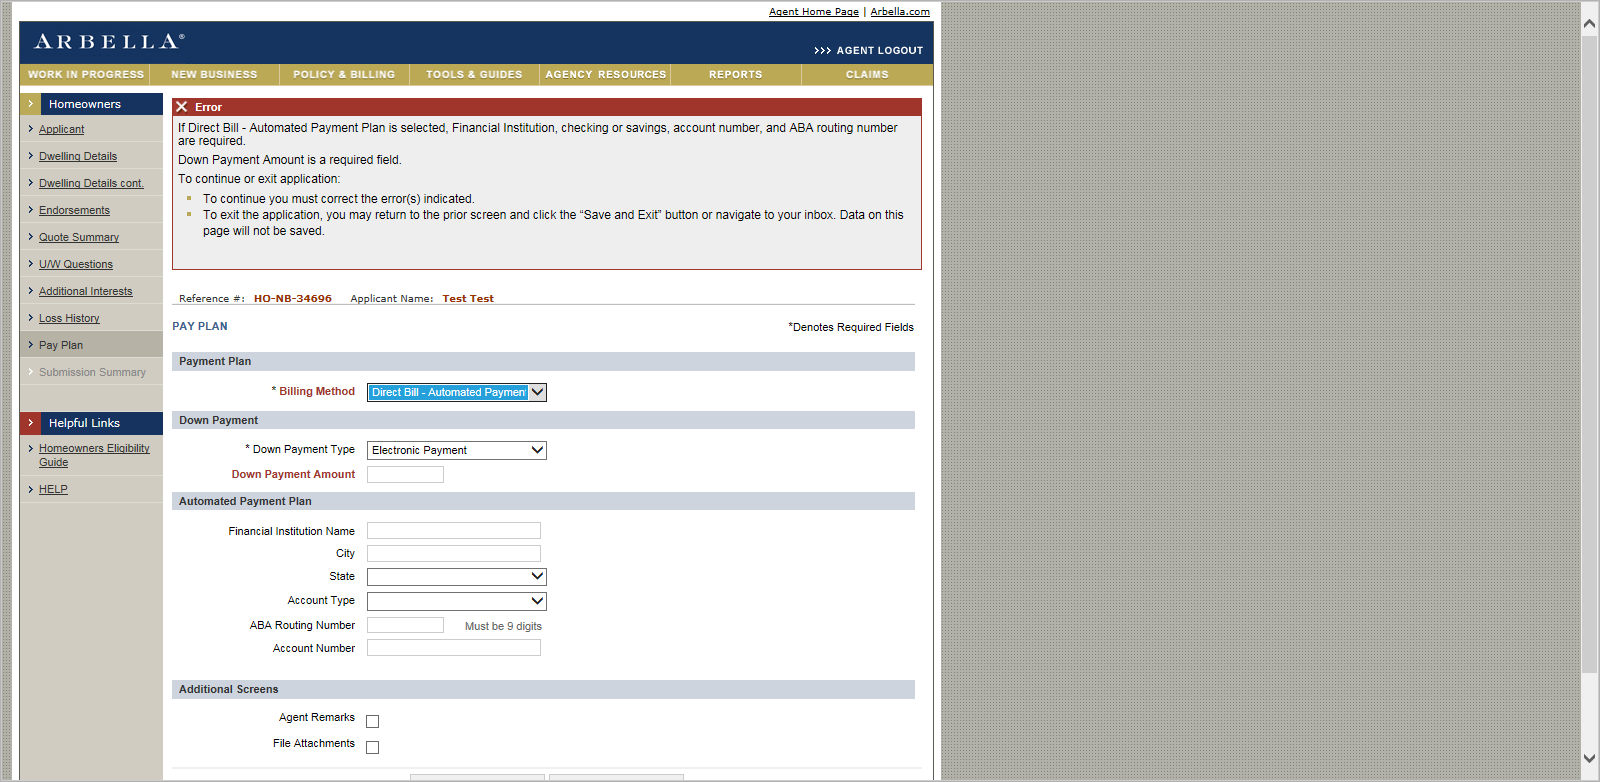 Agent Home Page | Arbella.com
ARBELLA®
>>> AGENT LOGOUT
WORK IN PROGRESS
NEW BUSINESS
POLICY & BILLING
TOOLS & GUIDES
AGENCY RESOURCES
REPORTS
CLAIMS
Homeowners
Applicant
Dwelling Details
Dwelling Details cont.
Endorsements
Quote Summary
U/W Questions
Additional Interests
Loss History
Pay Plan
Submission Summary
Helpful Links
Homeowners Eligibility
Guide
HELP
Error
If Direct Bill - Automated Payment Plan is selected, Financial Institution, checking or savings, account number, and ABA routing number
are required.
Down Payment Amount is a required field.
To continue or exit application:
To continue you must correct the error(s) indicated.
To exit the application, you may return to the prior screen and click the “Save and Exit” button or navigate to your inbox. Data on this
page will not be saved.
Reference #: HO-NB-34696 Applicant Name: Test Test
PAY PLAN
*Denotes Required Fields
Payment Plan
* Billing Method Direct Bill - Automated Payment
Down Payment
* Down Payment Type Electronic Payment
Down Payment Amount
Automated Payment Plan
Financial Institution Name
City
State
Account Type
ABA Routing Number Must be 9 digits
Account Number
Additional Screens
Agent Remarks
File Attachments